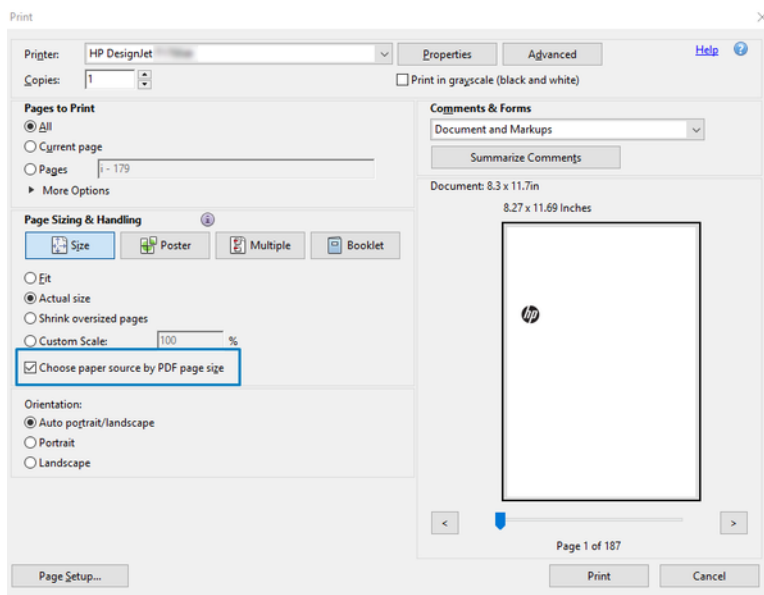 Print
Printer: HP DesignJet
Properties
Advanced
Help
Copies: 1
Print in grayscale (black and white)
Pages to Print
All
Current page
Pages i - 179
More Options
Page Sizing & Handling
Size
Poster
Multiple
Booklet
Fit
Actual size
Shrink oversized pages
Custom Scale: 100 %
Choose paper source by PDF page size
Orientation:
Auto portrait/landscape
Portrait
Landscape
Comments & Forms
Document and Markups
Summarize Comments
Document: 8.3 x 11.7in
8.27 x 11.69 Inches
hp
<
>
Page 1 of 187
Page Setup...
Print
Cancel